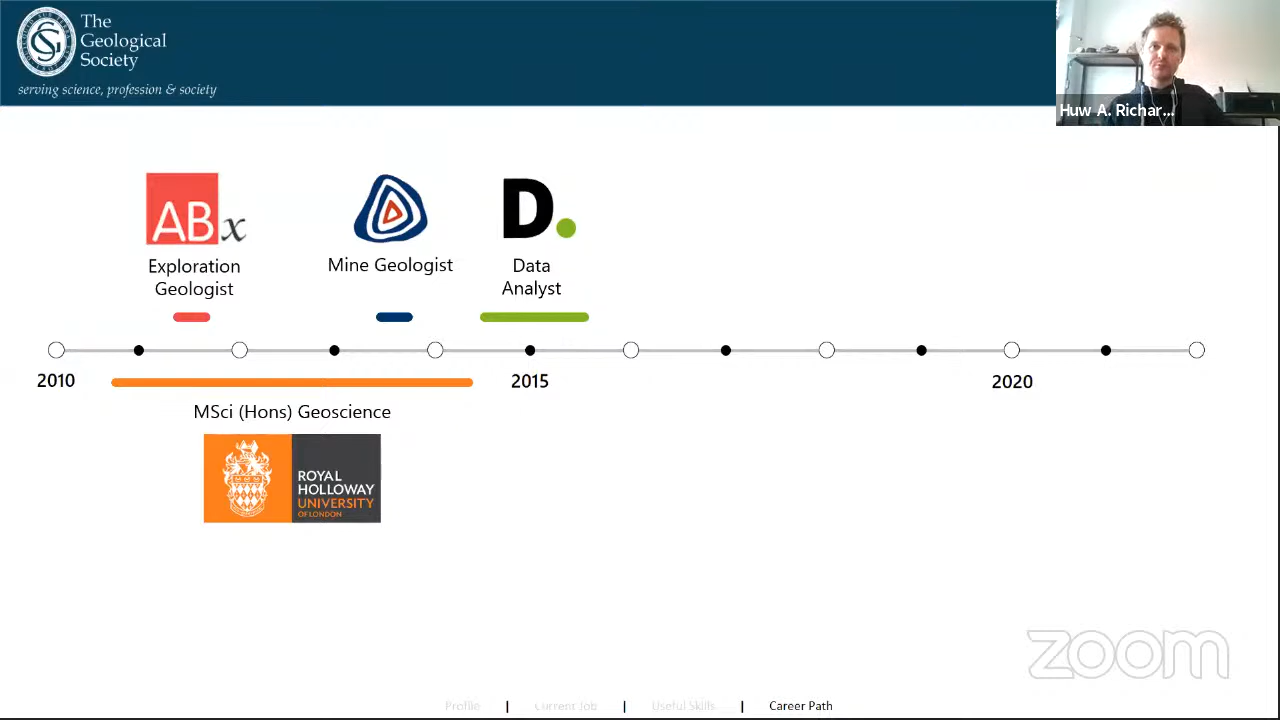 The
Geological
Society
serving science, profession & society
Huw A. Richar...
ABx
D.
Exploration
Geologist
Mine Geologist
Data
Analyst
2010
2015
2020
MSci (Hons) Geoscience
ROYAL
HOLLOWAY
UNIVERSITY
OF LONDON
zoom
Profile | Current Job | Useful Skills | Career Path